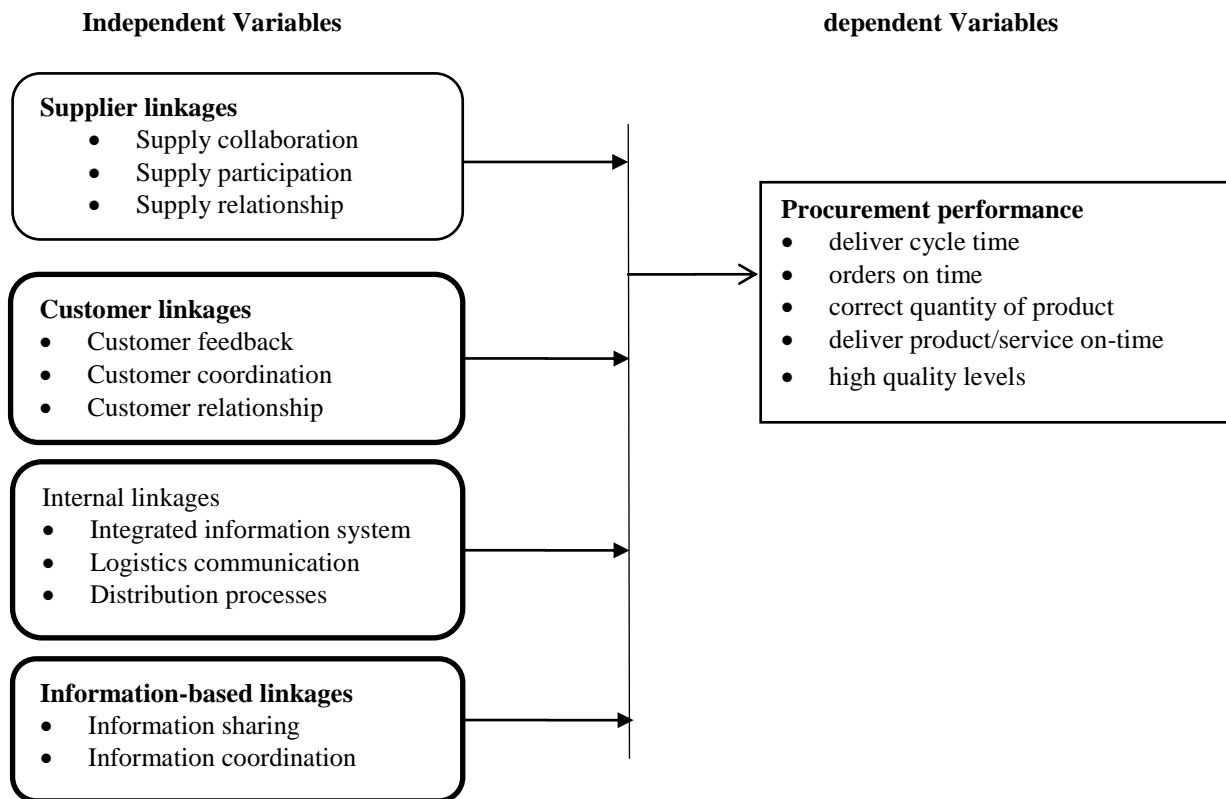 Independent Variables
dependent Variables
Supplier linkages
• Supply collaboration
• Supply participation
• Supply relationship
Customer linkages
• Customer feedback
• Customer coordination
• Customer relationship
Internal linkages
• Integrated information system
• Logistics communication
• Distribution processes
Information-based linkages
• Information sharing
• Information coordination
Procurement performance
• deliver cycle time
• orders on time
• correct quantity of product
• deliver product/service on-time
• high quality levels